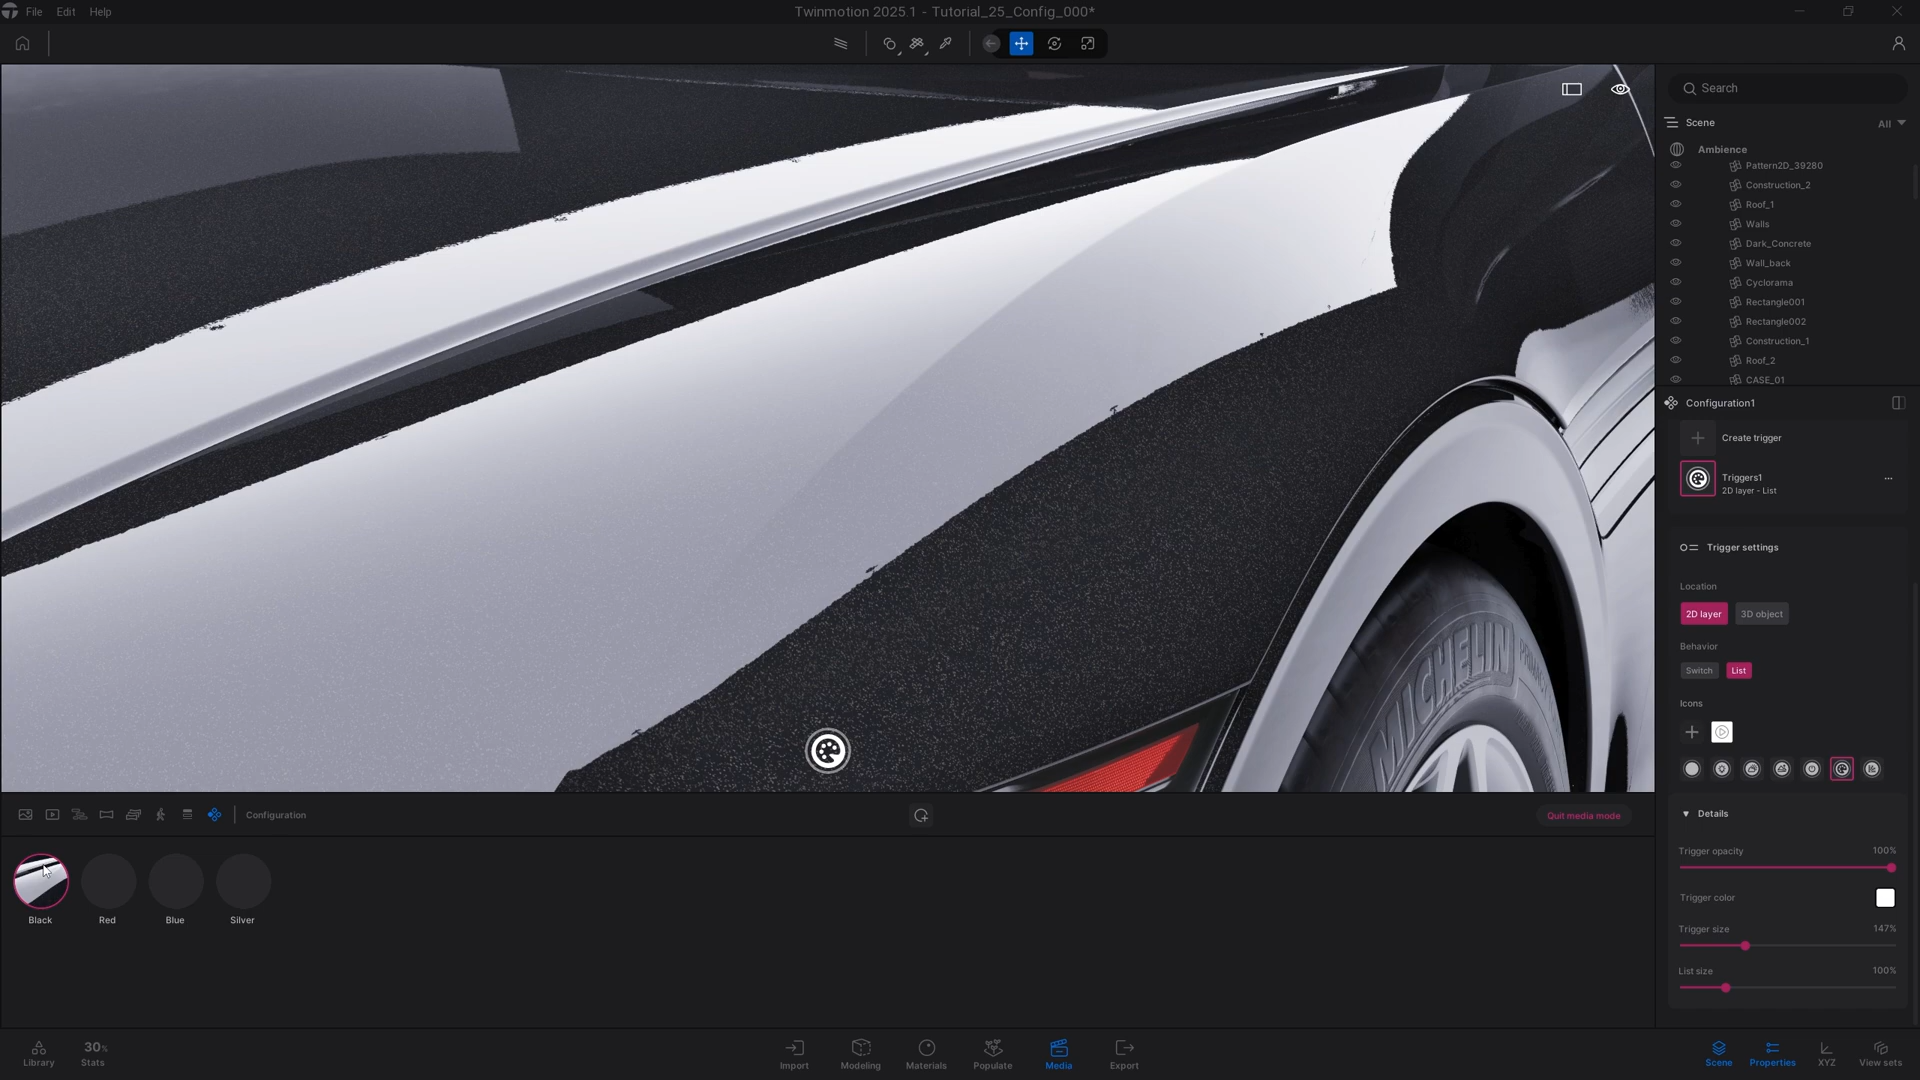 File Edit Help
Twinmotion 2025.1 - Tutorial_25_Config_000*
Search
Scene
All
Ambience
Pattern2D_39280
Construction_2
Roof_1
Walls
Dark_Concrete
Wall_back
Cyclorama
Rectangle001
Rectangle002
Construction_1
Roof_2
CASE_01
Configuration1
Create trigger
Triggers1
2D layer - List
Trigger settings
Location
2D layer 3D object
Behavior
Switch List
Icons
Details
Trigger opacity 100%
Trigger color
Trigger size 147%
List size 100%
MICHELIN
Configuration
Quit media mode
Black Red Blue Silver
Library
30%
Stats
Import Modeling Materials Populate Media Export
Scene Properties XYZ View sets